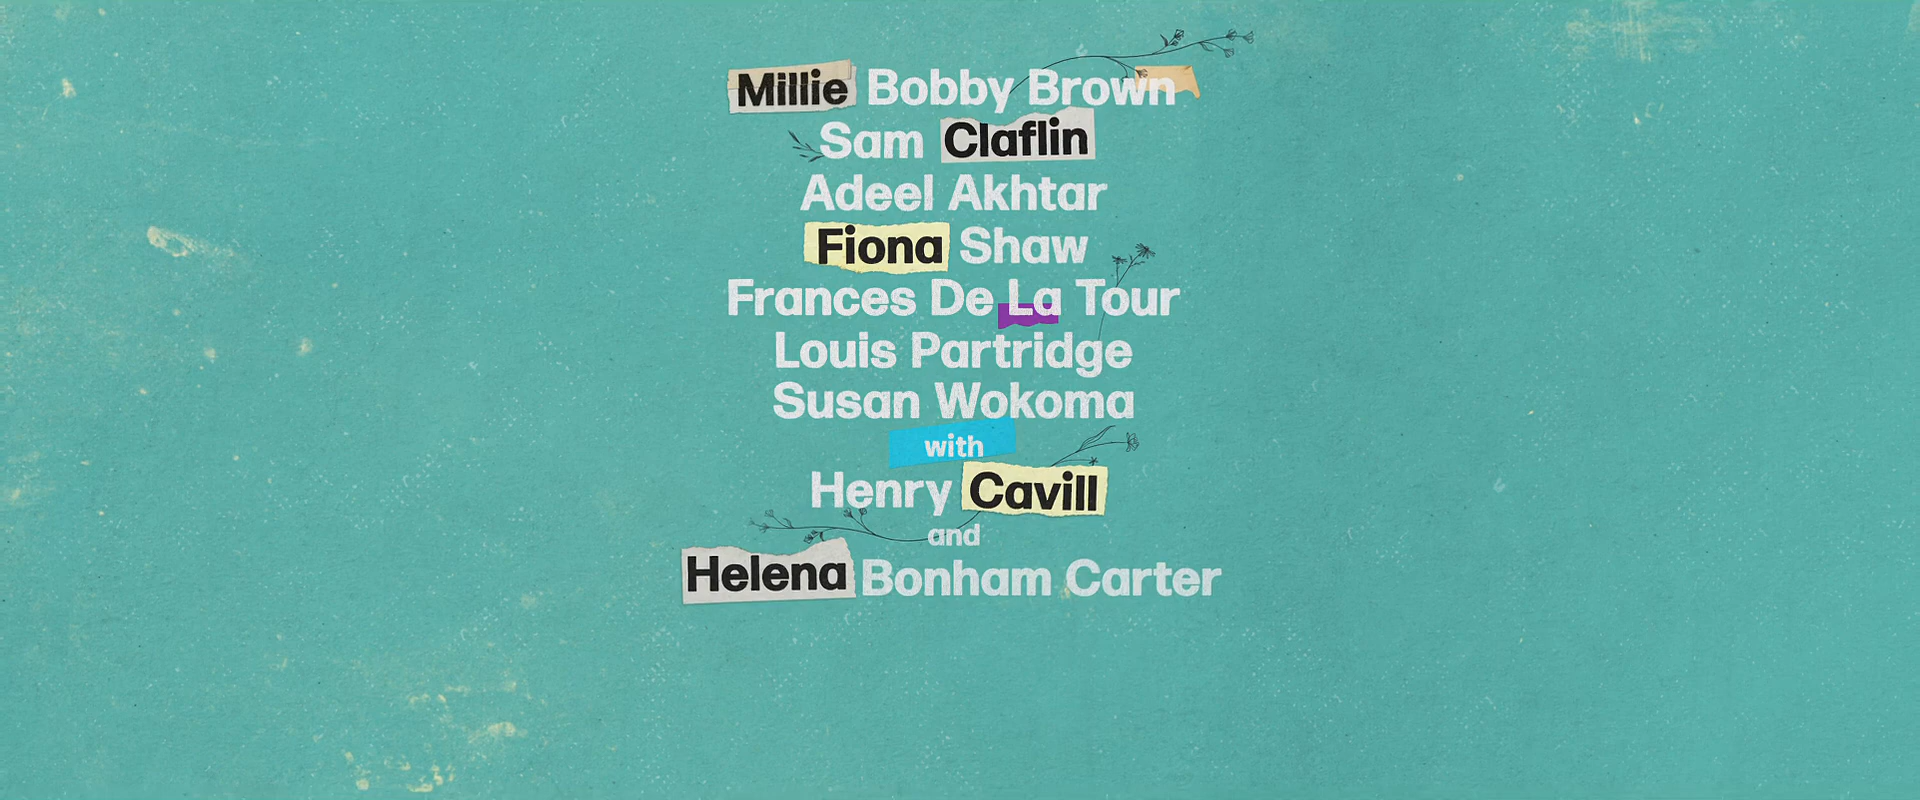 Millie Bobby Brown
Sam Claflin
Adeel Akhtar
Fiona Shaw
Frances De La Tour
Louis Partridge
Susan Wokoma
with
Henry Cavill
and
Helena Bonham Carter